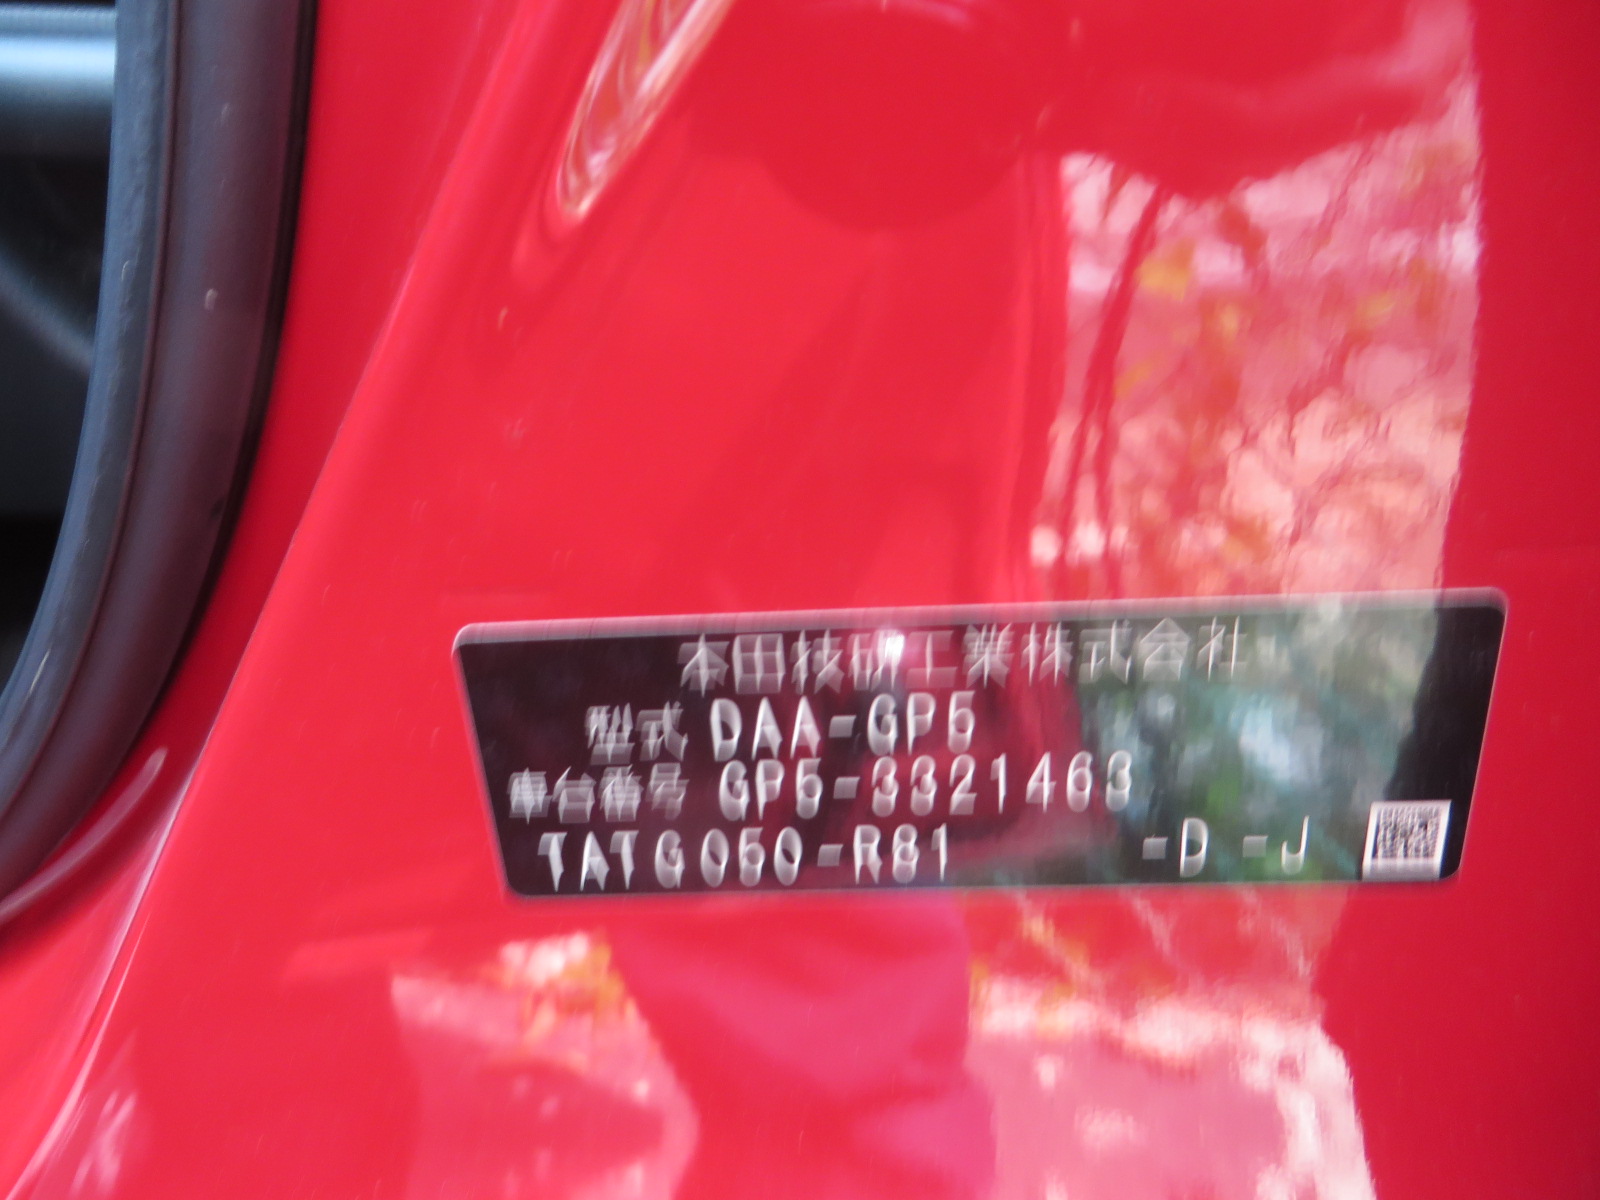 本田技研工業株式会社
型式 DAA-GP5
車台番号 GP5-3321463
TATG050-R81 -D -J